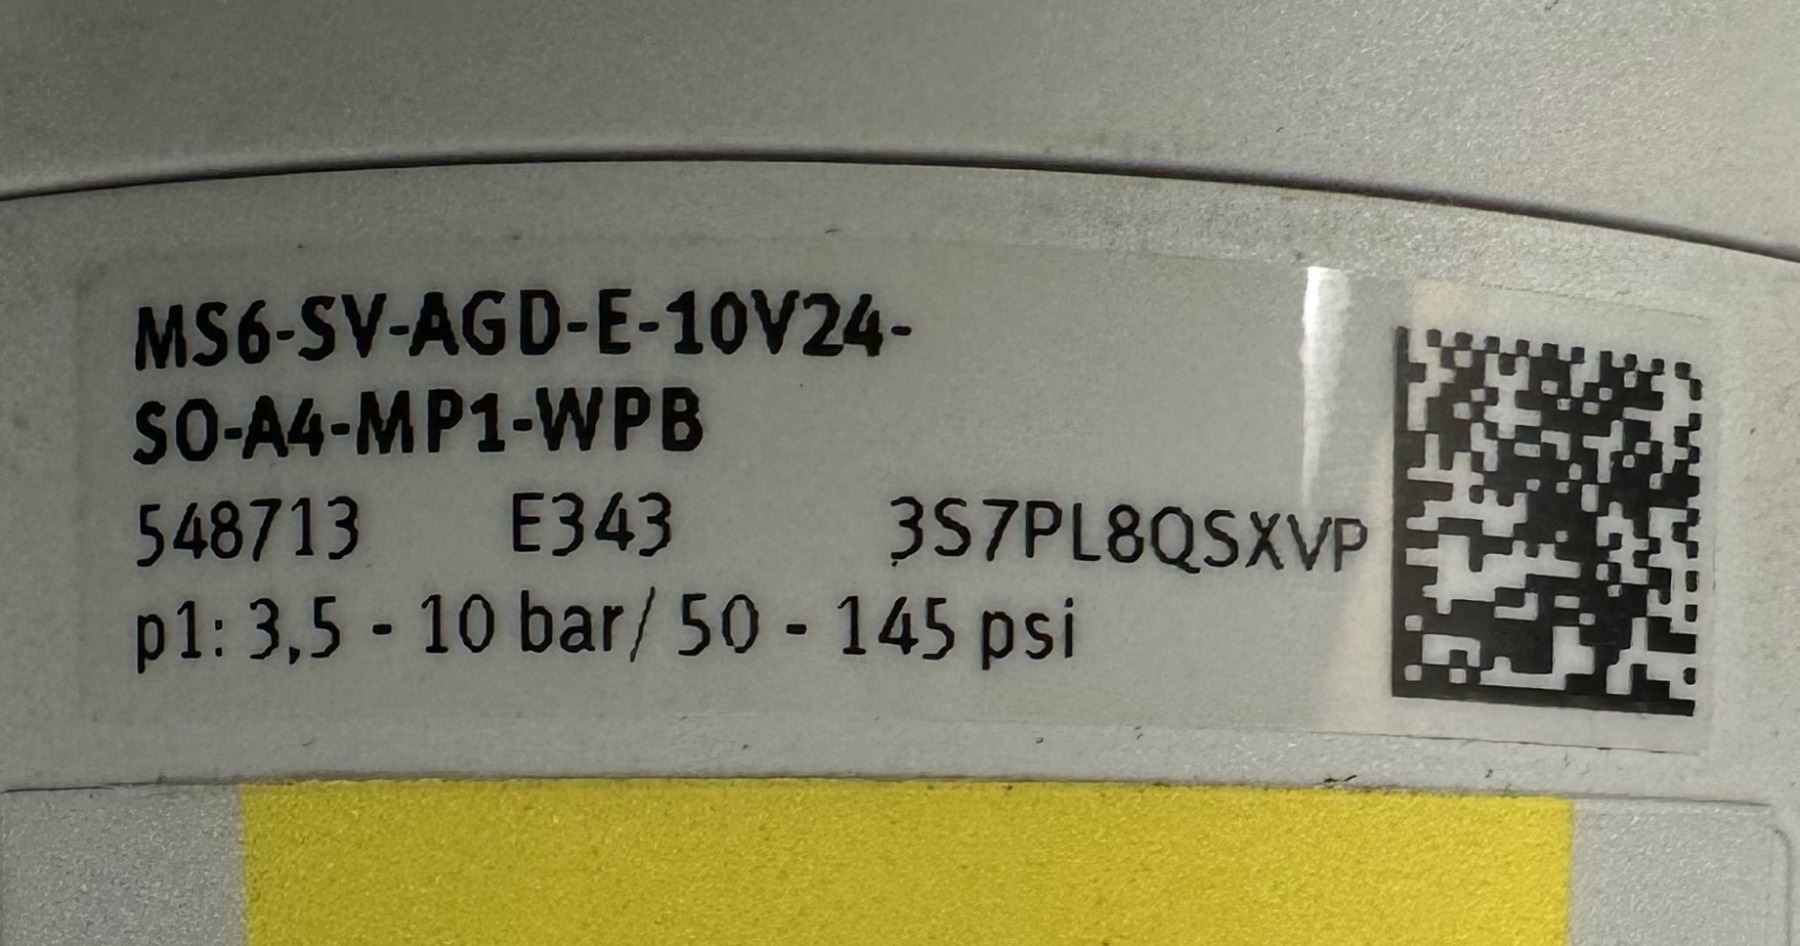 MS6-SV-AGD-E-10V24-
SO-A4-MP1-WPB
548713 E343 3S7PL8QSXVP
p1: 3,5 - 10 bar/ 50 - 145 psi